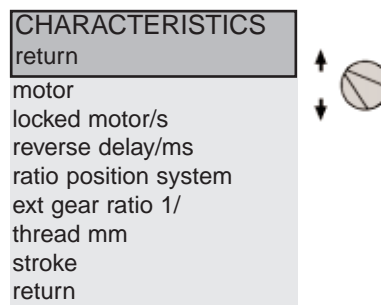 CHARACTERISTICS
return
motor
locked motor/s
reverse delay/ms
ratio position system
ext gear ratio 1/
thread mm
stroke
return